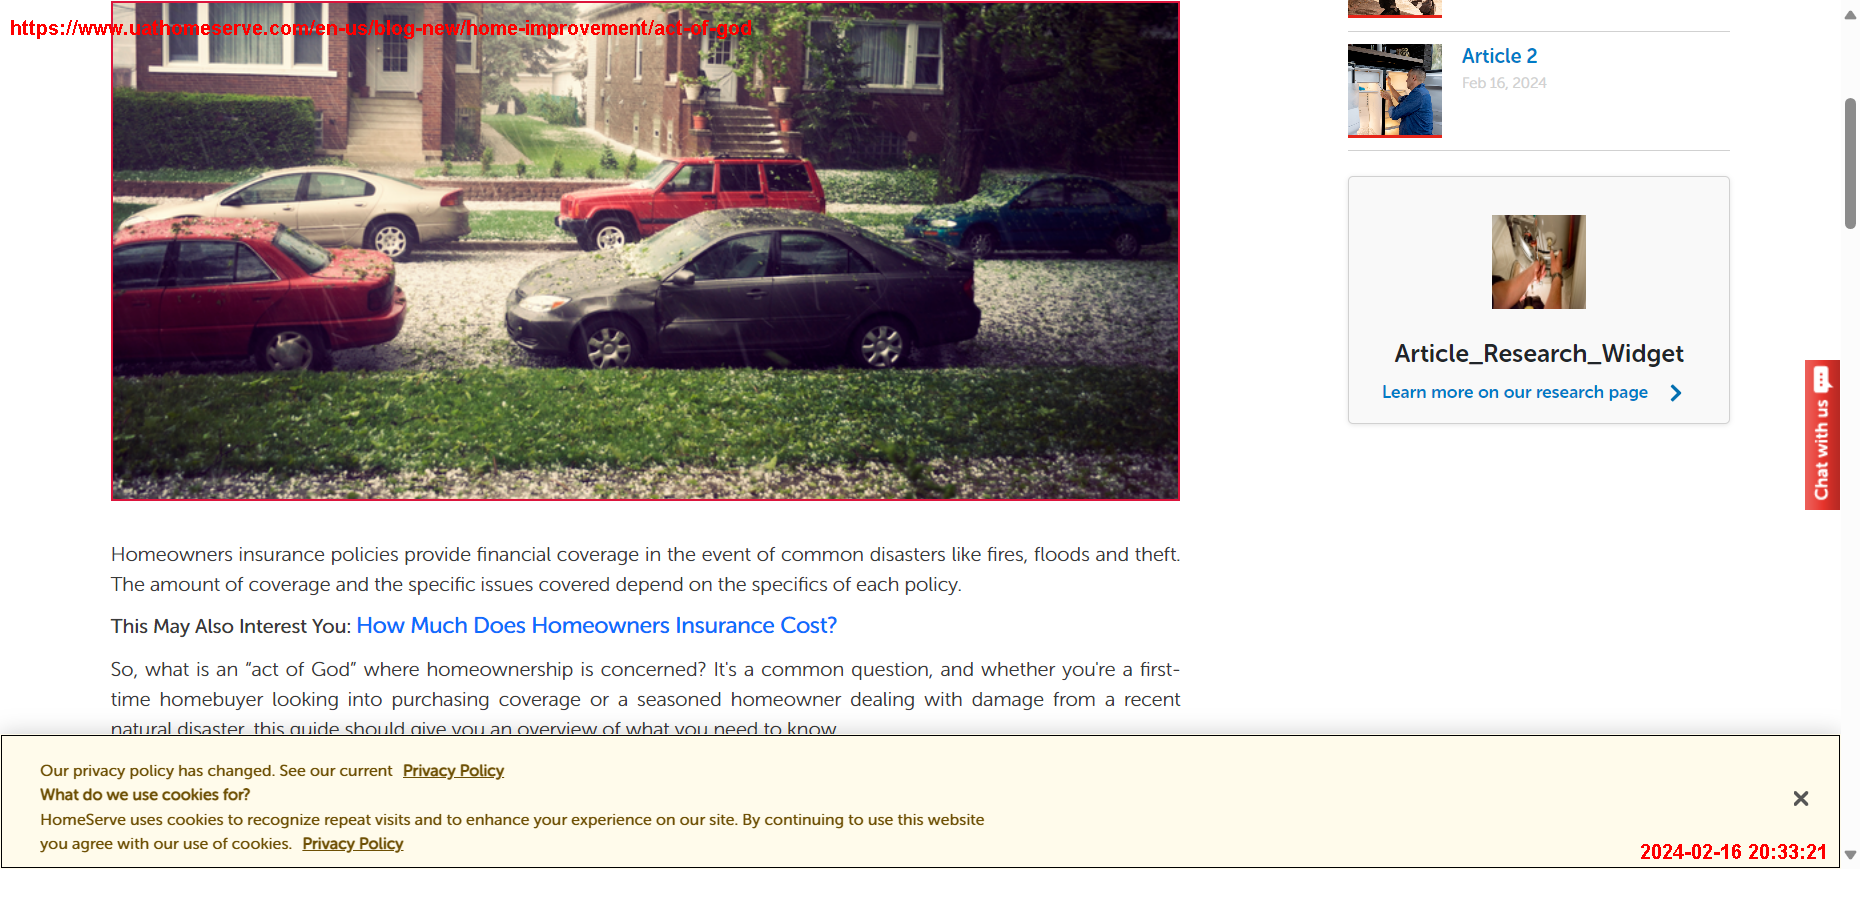 https://www.uathomeserve.com/en-us/blog-new/home-improvement/act-of-god
Article 2
Feb 16, 2024
Article_Research_Widget
Learn more on our research page
Chat with us
Homeowners insurance policies provide financial coverage in the event of common disasters like fires, floods and theft.
The amount of coverage and the specific issues covered depend on the specifics of each policy.
This May Also Interest You: How Much Does Homeowners Insurance Cost?
So, what is an “act of God” where homeownership is concerned? It's a common question, and whether you're a first-
time homebuyer looking into purchasing coverage or a seasoned homeowner dealing with damage from a recent
natural disaster, this guide should give you an overview of what you need to know.
Our privacy policy has changed. See our current Privacy Policy
What do we use cookies for?
HomeServe uses cookies to recognize repeat visits and to enhance your experience on our site. By continuing to use this website
you agree with our use of cookies. Privacy Policy
2024-02-16 20:33:21